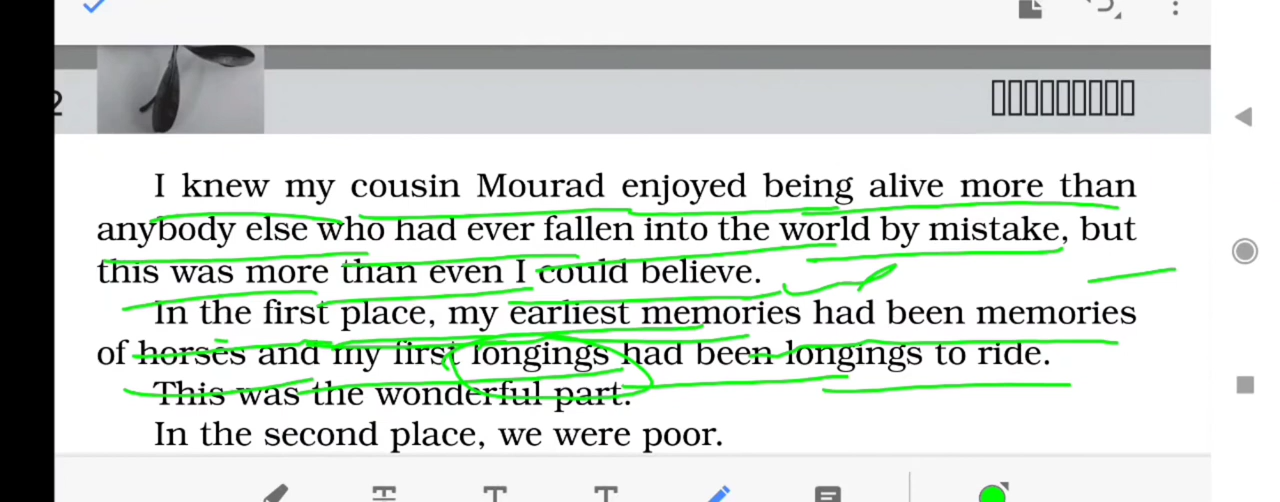 2
I knew my cousin Mourad enjoyed being alive more than
anybody else who had ever fallen into the world by mistake, but
this was more than even I could believe.
In the first place, my earliest memories had been memories
of horses and my first longings had been longings to ride.
This was the wonderful part.
In the second place, we were poor.